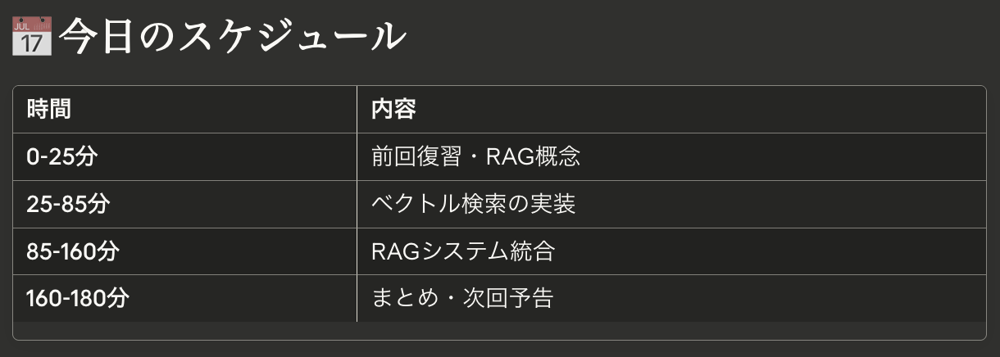 JUL
17
今日のスケジュール
時間 内容
0-25分 前回復習・RAG概念
25-85分 ベクトル検索の実装
85-160分 RAGシステム統合
160-180分 まとめ・次回予告